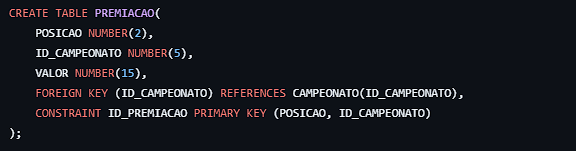 CREATE TABLE PREMIACAO(
    POSICAO NUMBER(2),
    ID_CAMPEONATO NUMBER(5),
    VALOR NUMBER(15),
    FOREIGN KEY (ID_CAMPEONATO) REFERENCES CAMPEONATO(ID_CAMPEONATO),
    CONSTRAINT ID_PREMIACAO PRIMARY KEY (POSICAO, ID_CAMPEONATO)
);